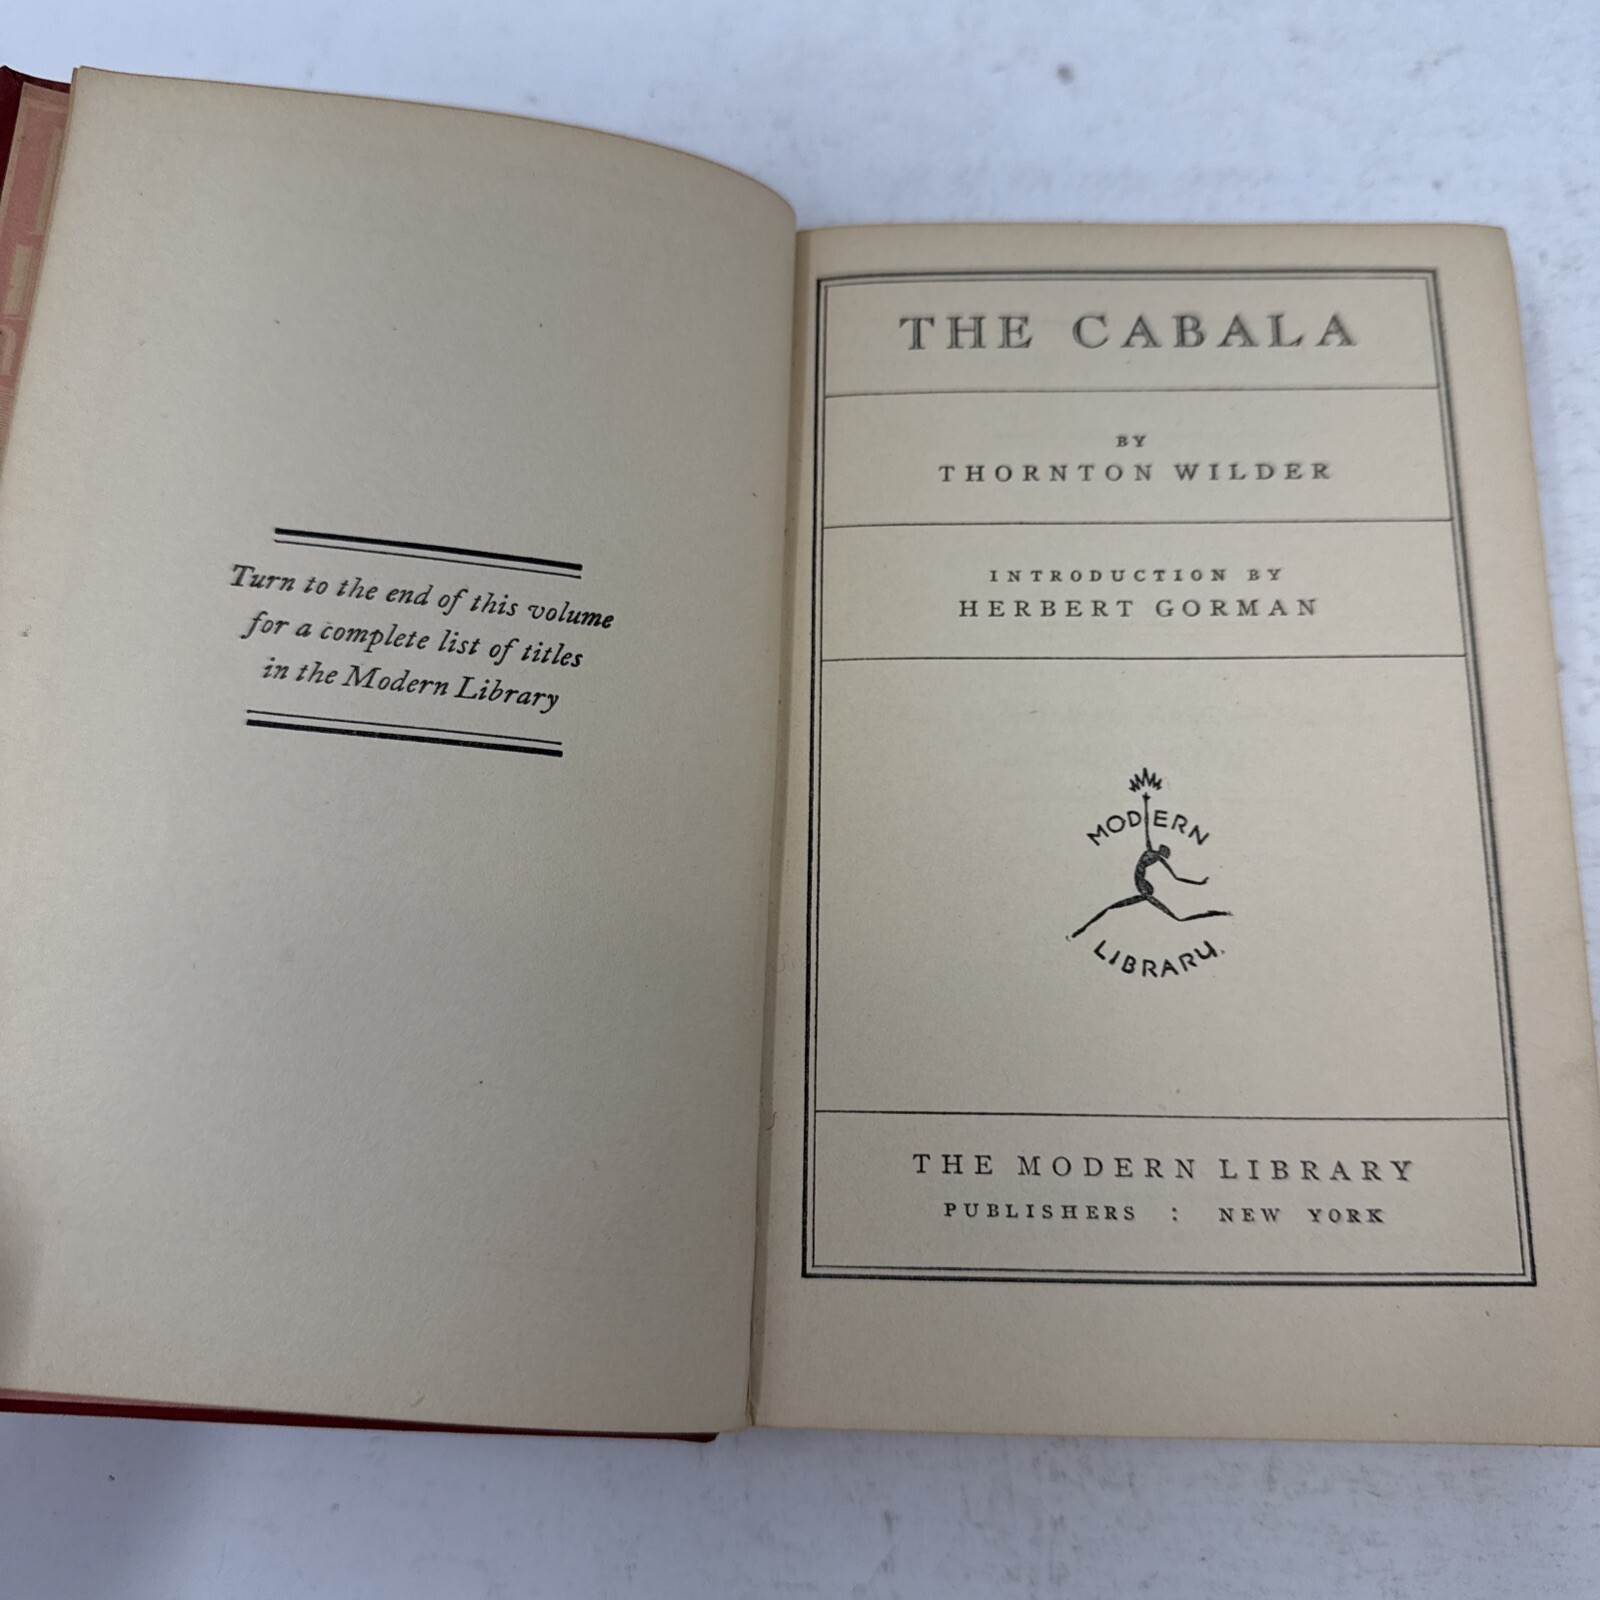 Turn to the end of this volume
for a complete list of titles
in the Modern Library
THE CABALA
BY
THORNTON WILDER
INTRODUCTION BY
HERBERT GORMAN
MODERN
LIBRARY
THE MODERN LIBRARY
PUBLISHERS : NEW YORK